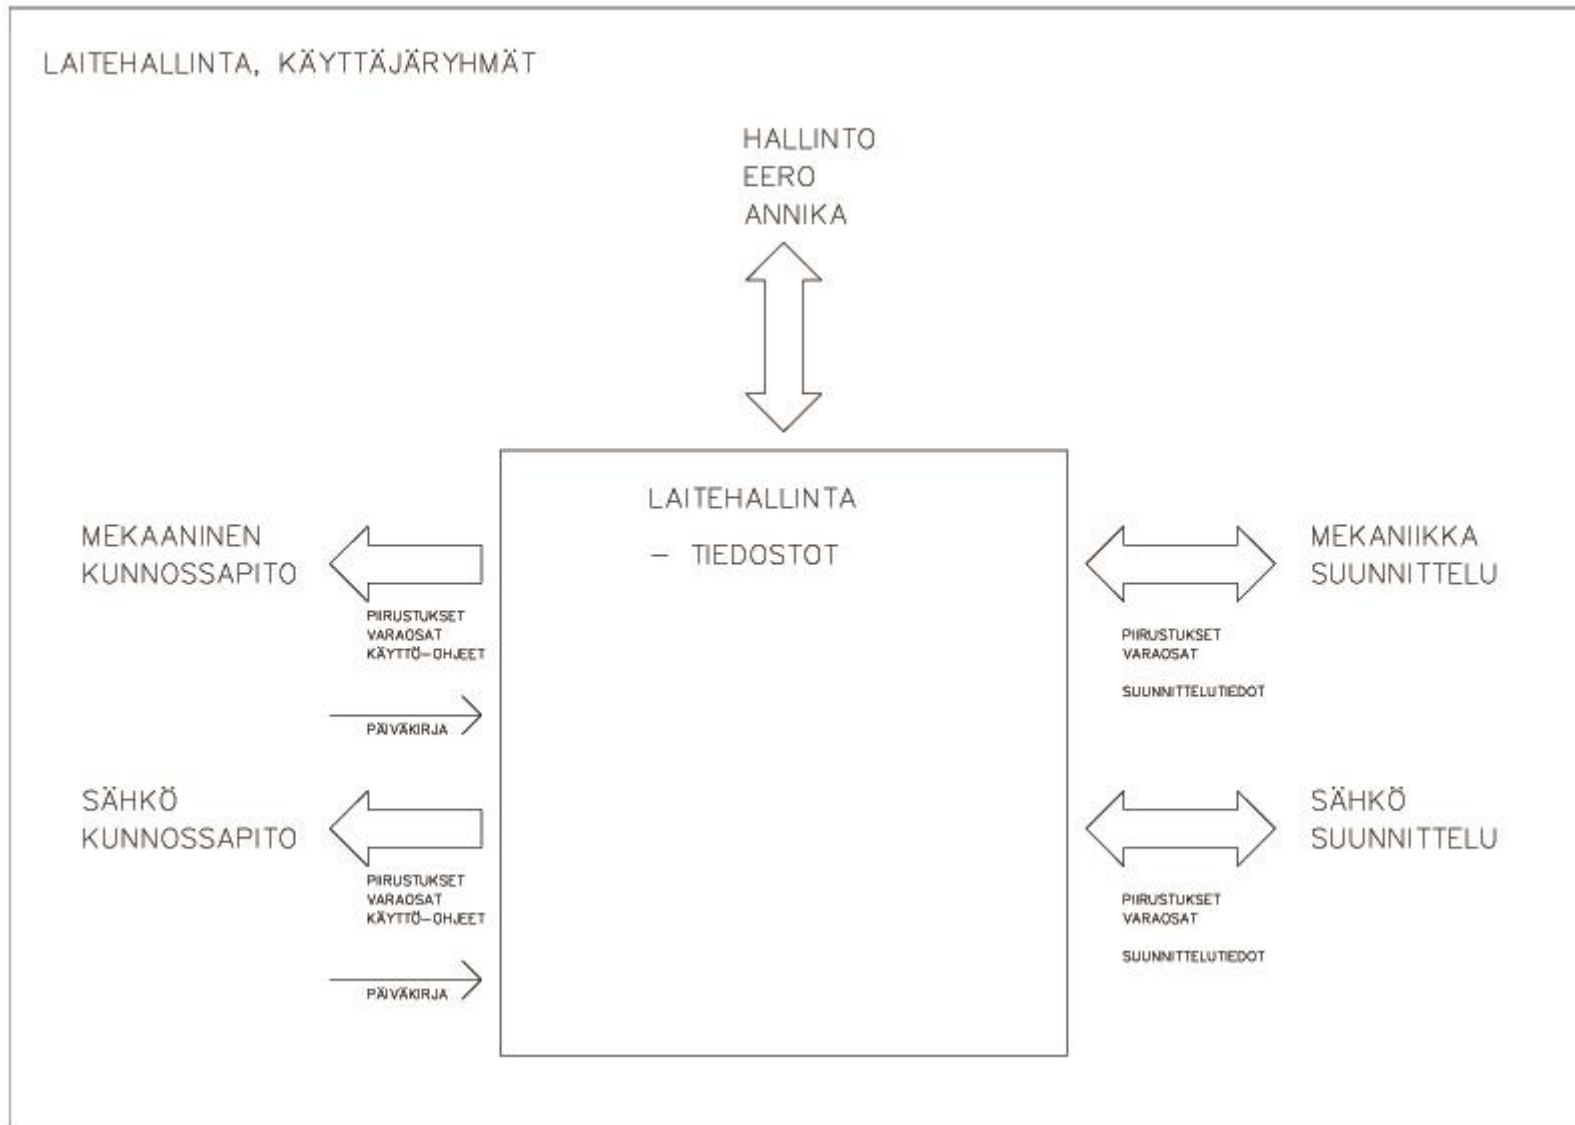 LAITEHALLINTA, KÄYTTÄJÄRYHMÄT
HALLINTO
EERO
ANNIKA
LAITEHALLINTA
– TIEDOSTOT
MEKAANINEN
KUNNOSSAPITO
PIIRUSTUKSET
VARAOSAT
KÄYTTÖ-OHJEET
PÄIVÄKIRJA
SÄHKÖ
KUNNOSSAPITO
PIIRUSTUKSET
VARAOSAT
KÄYTTÖ-OHJEET
PÄIVÄKIRJA
MEKANIIKKA
SUUNNITTELU
PIIRUSTUKSET
VARAOSAT
SUUNNITTELUTIEDOT
SÄHKÖ
SUUNNITTELU
PIIRUSTUKSET
VARAOSAT
SUUNNITTELUTIEDOT